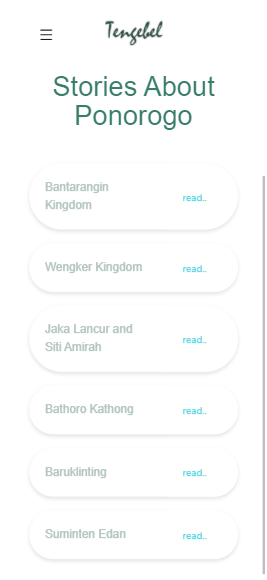 Tengebel
Stories About
Ponorogo
Bantarangin
Kingdom
read..
Wengker Kingdom
read..
Jaka Lancur and
Siti Amirah
read..
Bathoro Kathong
read..
Baruklinting
read..
Suminten Edan
read..